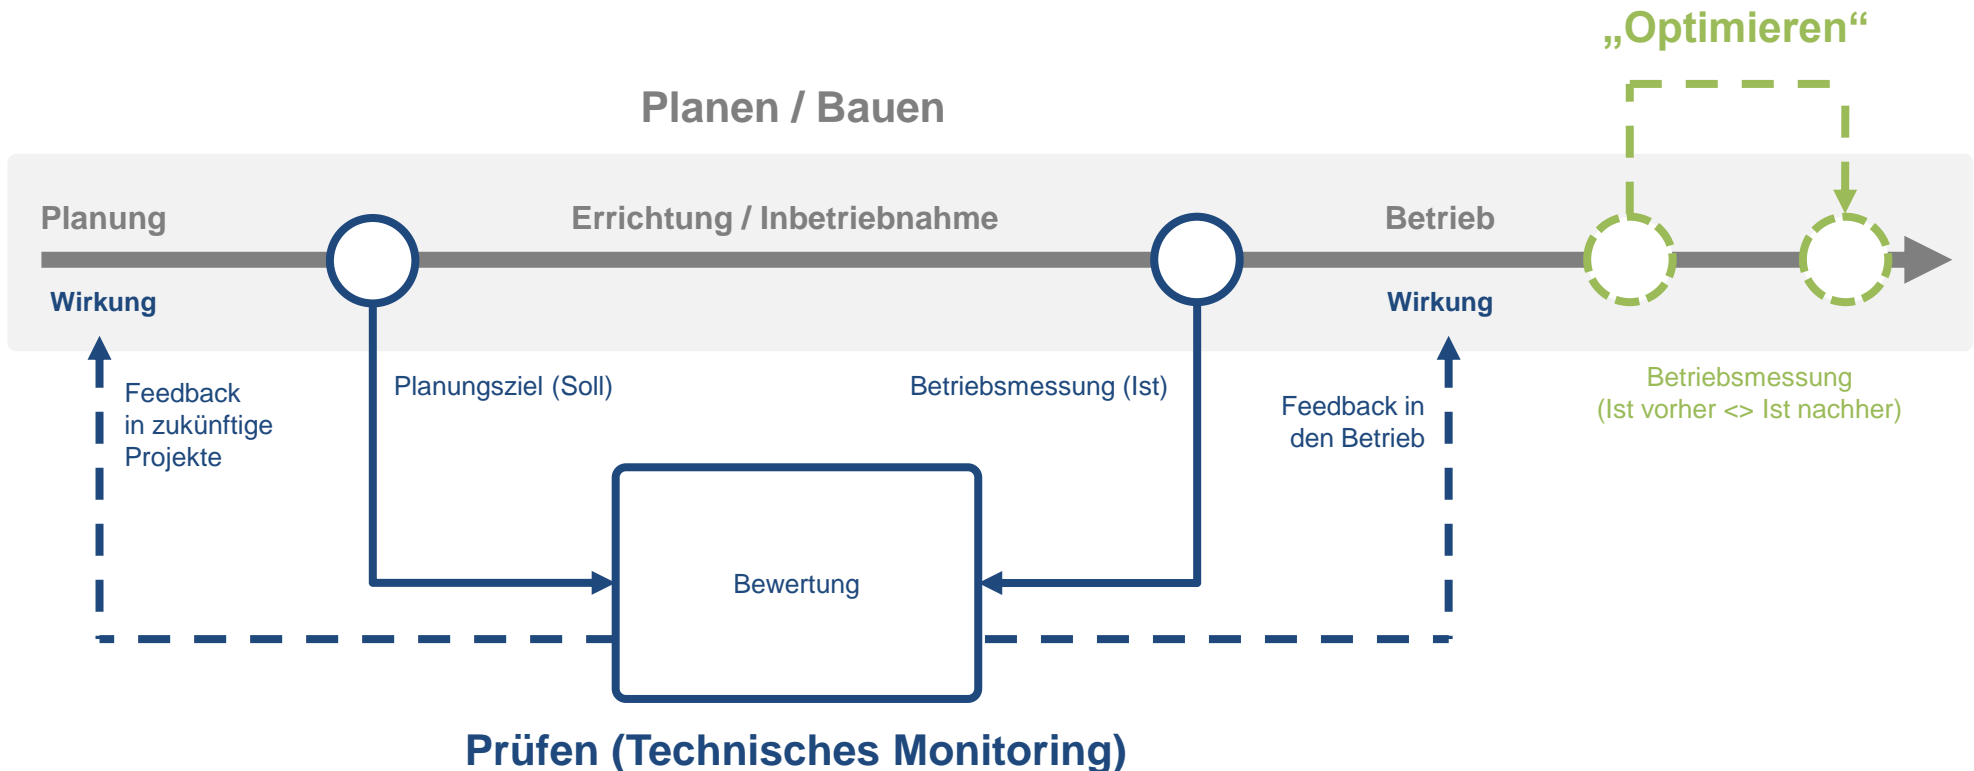 „Optimieren“
Planen / Bauen
Planung
Errichtung / Inbetriebnahme
Betrieb
Wirkung
Wirkung
Feedback
in zukünftige
Projekte
Planungsziel (Soll)
Betriebsmessung (Ist)
Feedback in
den Betrieb
Betriebsmessung
(Ist vorher <> Ist nachher)
Bewertung
Prüfen (Technisches Monitoring)